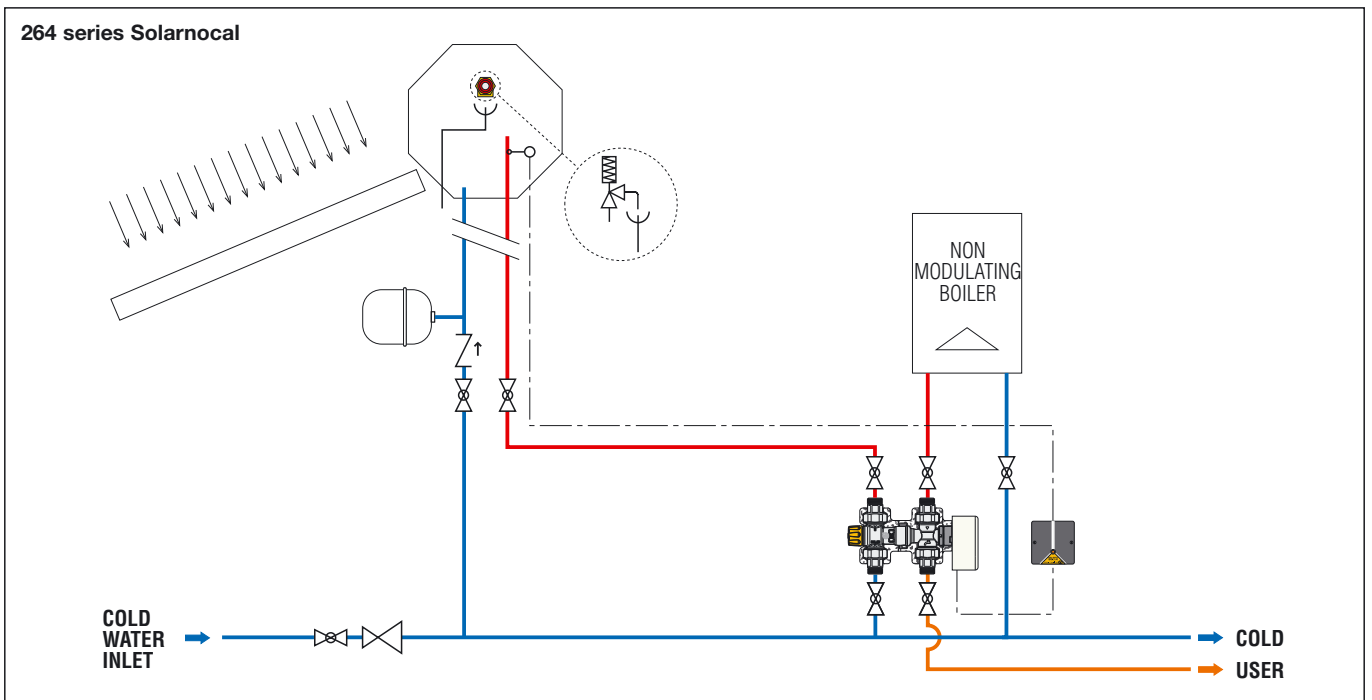 264 series Solarnocal
NON
MODULATING
BOILER
COLD
WATER
INLET
COLD
USER